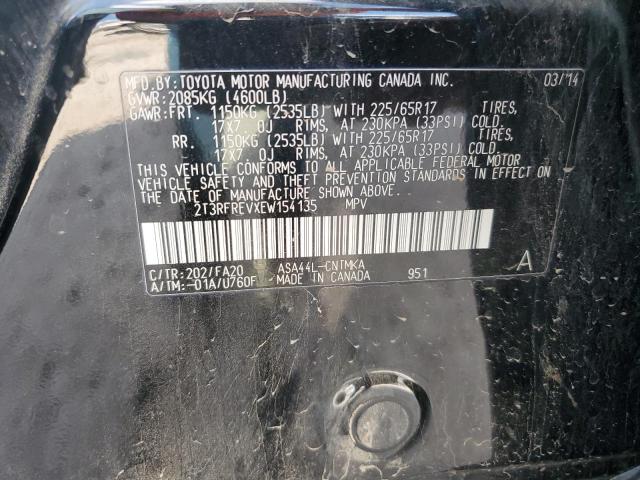 MFD.BY:TOYOTA MOTOR MANUFACTURING CANADA INC. 03/14
GVWR:2085KG (4600LB)
GAWR:FRT. 1150KG (2535LB) WITH 225/65R17 TIRES,
17X7.0J RIMS, AT 230KPA (33PSI) COLD.
RR. 1150KG (2535LB) WITH 225/65R17 TIRES,
17X7.0J RIMS, AT 230KPA (33PSI) COLD.
THIS VEHICLE CONFORMS TO ALL APPLICABLE FEDERAL MOTOR
VEHICLE SAFETY AND THEFT PREVENTION STANDARDS IN EFFECT
ON THE DATE OF MANUFACTURE SHOWN ABOVE.
2T3RFREVXEW154135 MPV
C/TR:202/FA20 ASA44L-CNTMKA 951 A
A/TM:-01A/U760F MADE IN CANADA